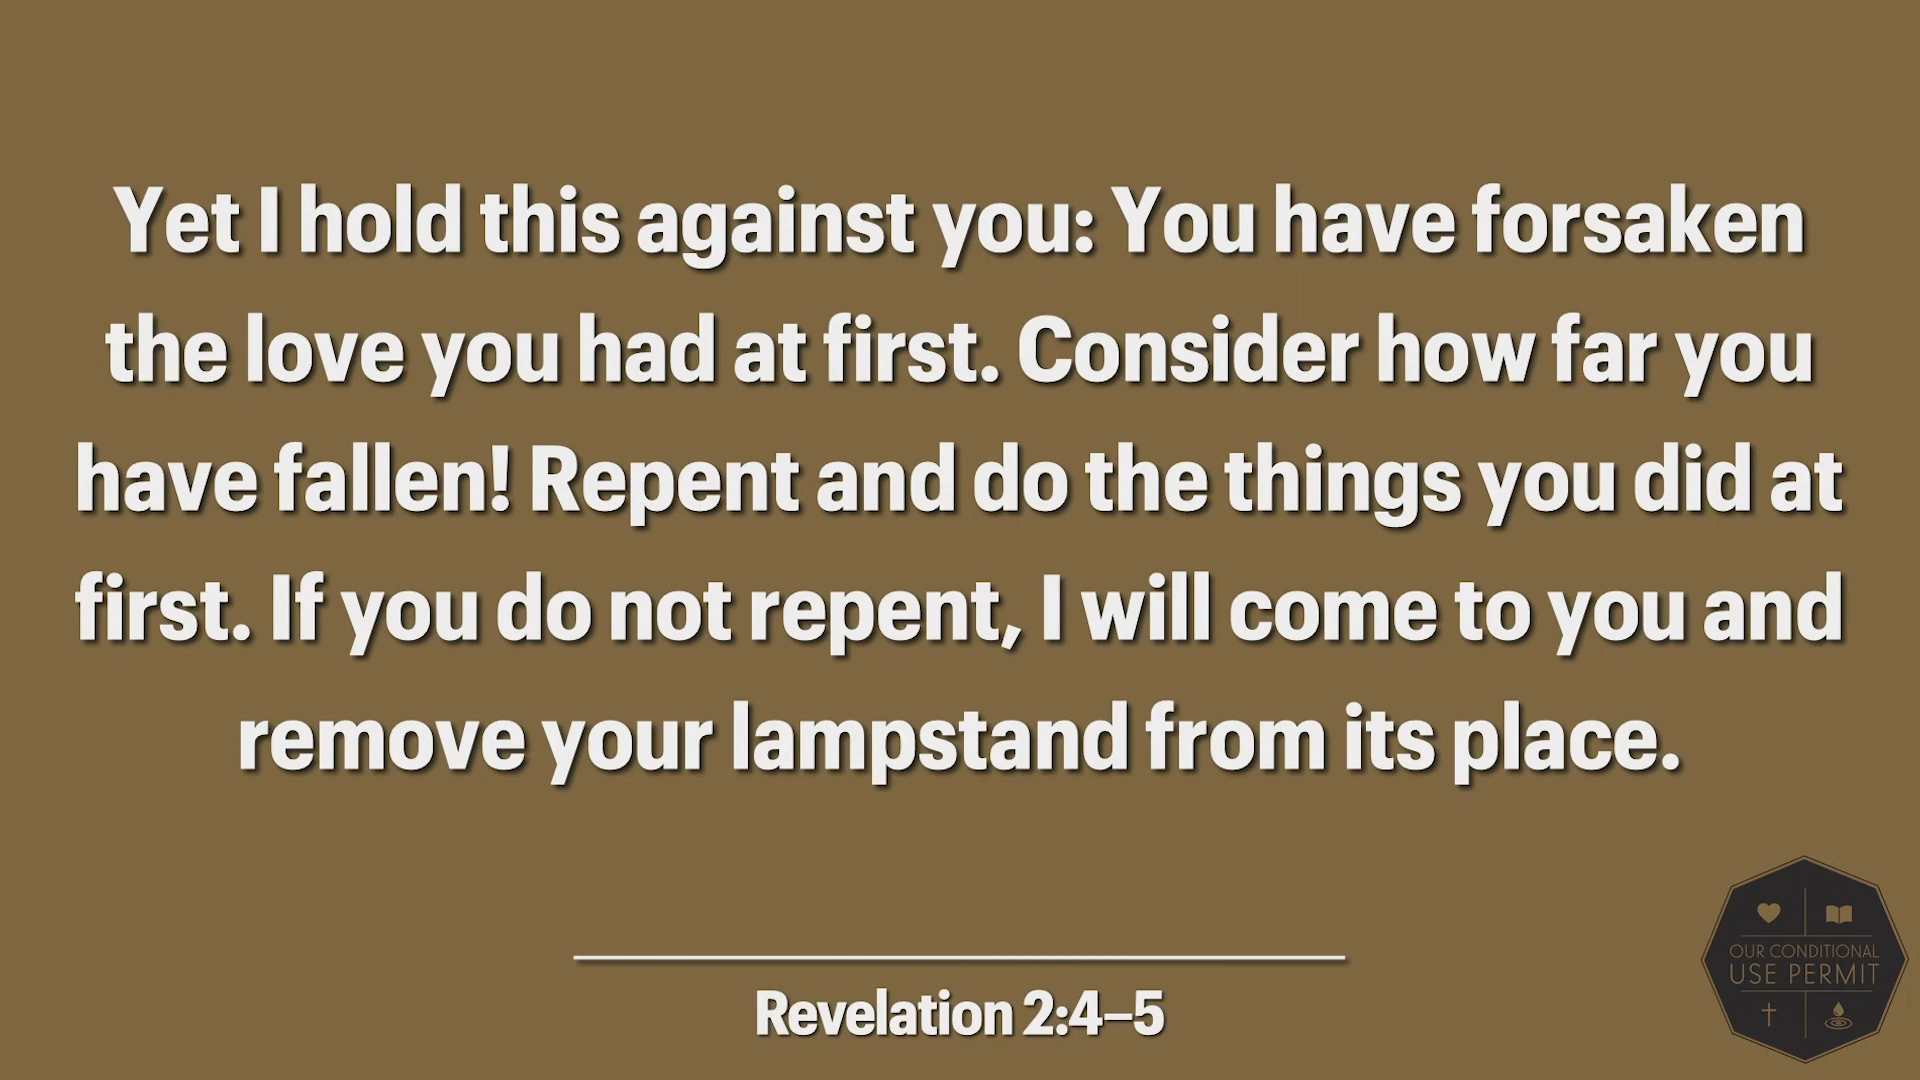 Yet I hold this against you: You have forsaken
the love you had at first. Consider how far you
have fallen! Repent and do the things you did at
first. If you do not repent, I will come to you and
remove your lampstand from its place.
Revelation 2:4–5
OUR CONDITIONAL
USE PERMIT